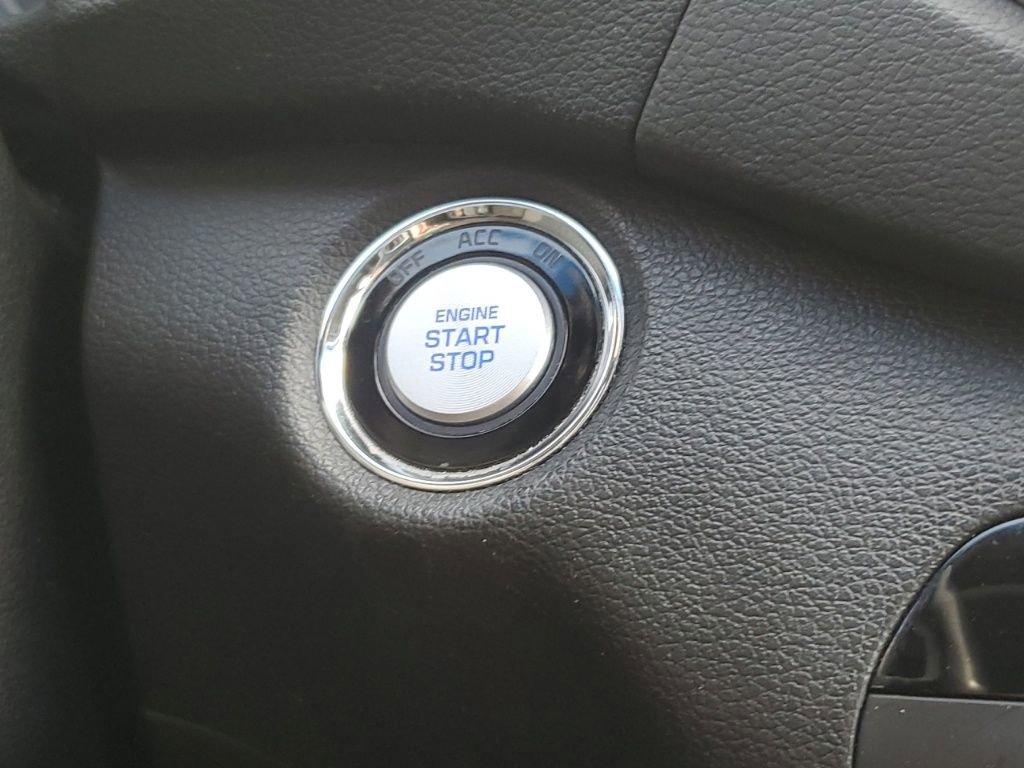 OFF ACC ON
ENGINE
START
STOP